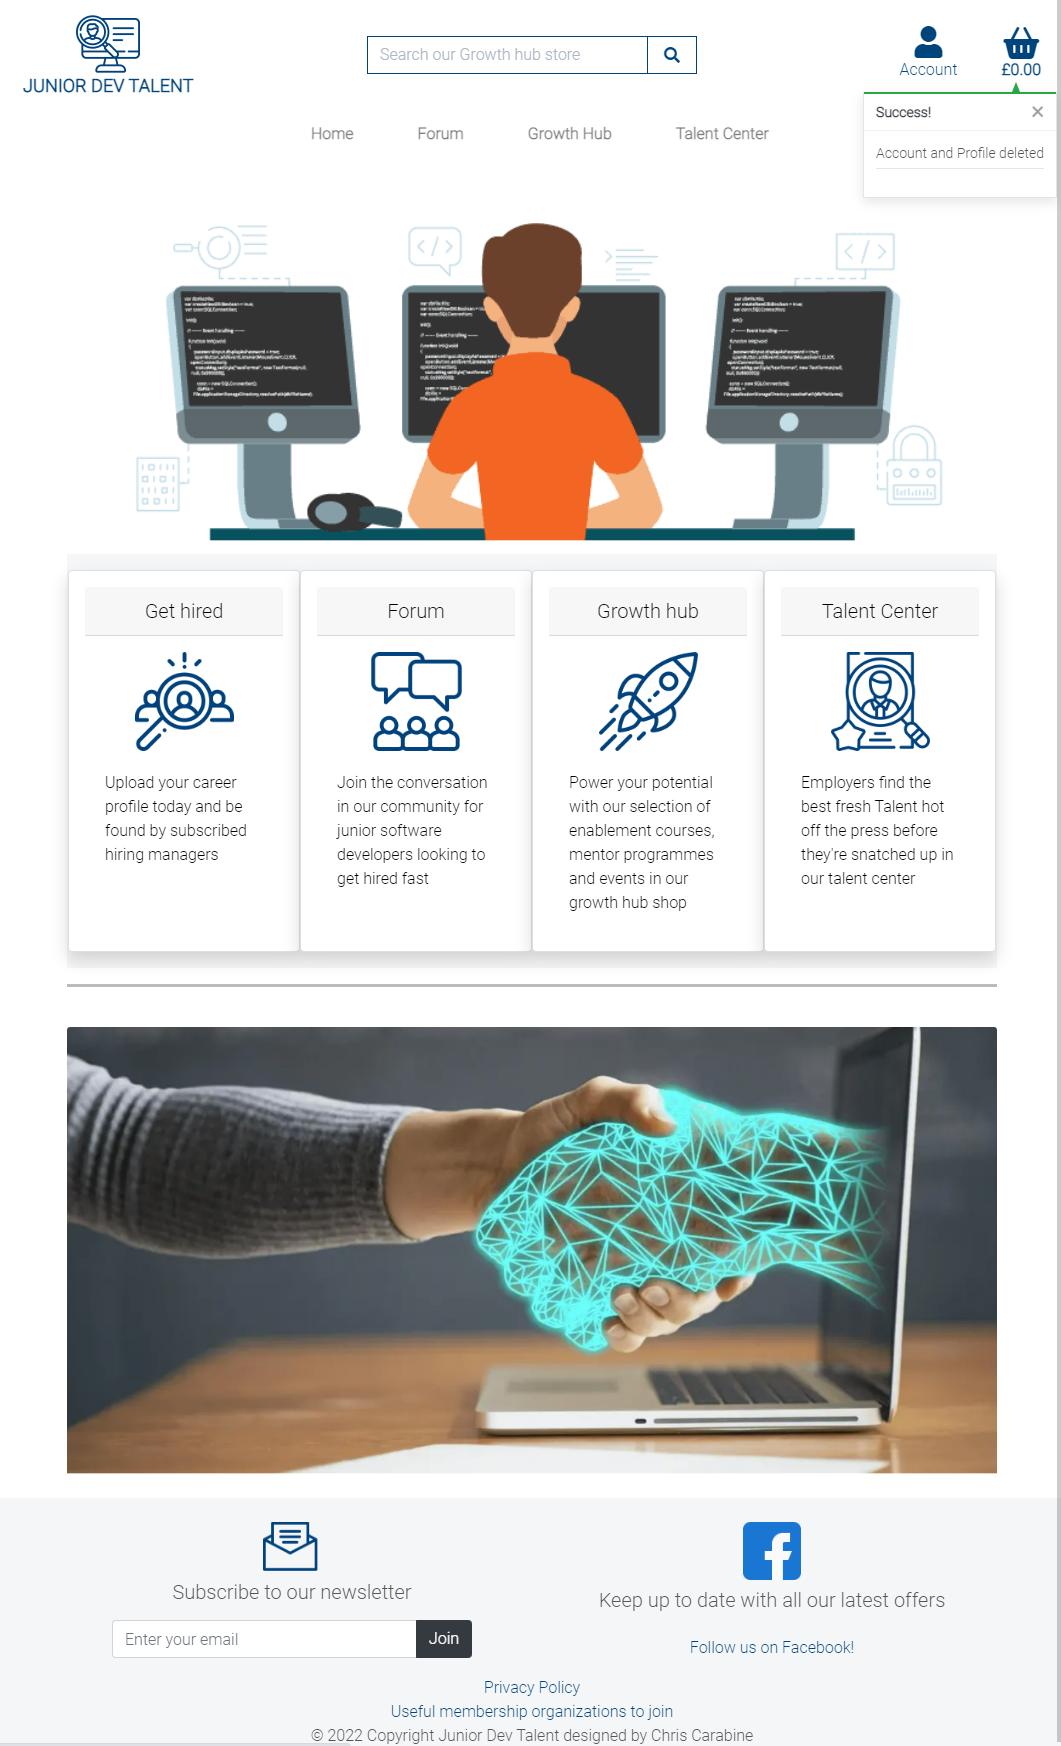 JUNIOR DEV TALENT
Search our Growth hub store
Account
£0.00
Home
Forum
Growth Hub
Talent Center
Success!
×
Account and Profile deleted
Get hired
Upload your career
profile today and be
found by subscribed
hiring managers
Forum
Join the conversation
in our community for
junior software
developers looking to
get hired fast
Growth hub
Power your potential
with our selection of
enablement courses,
mentor programmes
and events in our
growth hub shop
Talent Center
Employers find the
best fresh Talent hot
off the press before
they're snatched up in
our talent center
Subscribe to our newsletter
Enter your email
Join
Keep up to date with all our latest offers
Follow us on Facebook!
Privacy Policy
Useful membership organizations to join
© 2022 Copyright Junior Dev Talent designed by Chris Carabine